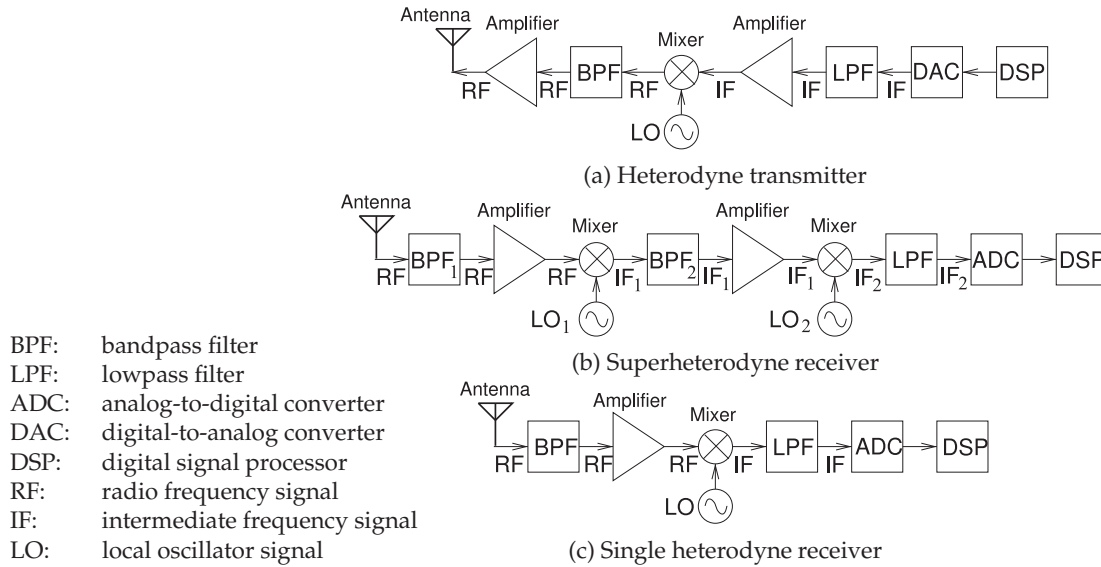 Antenna
Amplifier
Mixer
Amplifier
RF
BPF
RF
RF
IF
LPF
IF
DAC
IF
DSP
LO
(a) Heterodyne transmitter
Antenna
Amplifier
Mixer
Amplifier
Mixer
RF
BPF1
RF
RF
IF1
BPF2
IF1
IF1
IF2
LPF
IF2
ADC
DSP
LO1
LO2
(b) Superheterodyne receiver
Antenna
Amplifier
Mixer
RF
BPF
RF
RF
IF
LPF
IF
ADC
DSP
LO
(c) Single heterodyne receiver
BPF: bandpass filter
LPF: lowpass filter
ADC: analog-to-digital converter
DAC: digital-to-analog converter
DSP: digital signal processor
RF: radio frequency signal
IF: intermediate frequency signal
LO: local oscillator signal